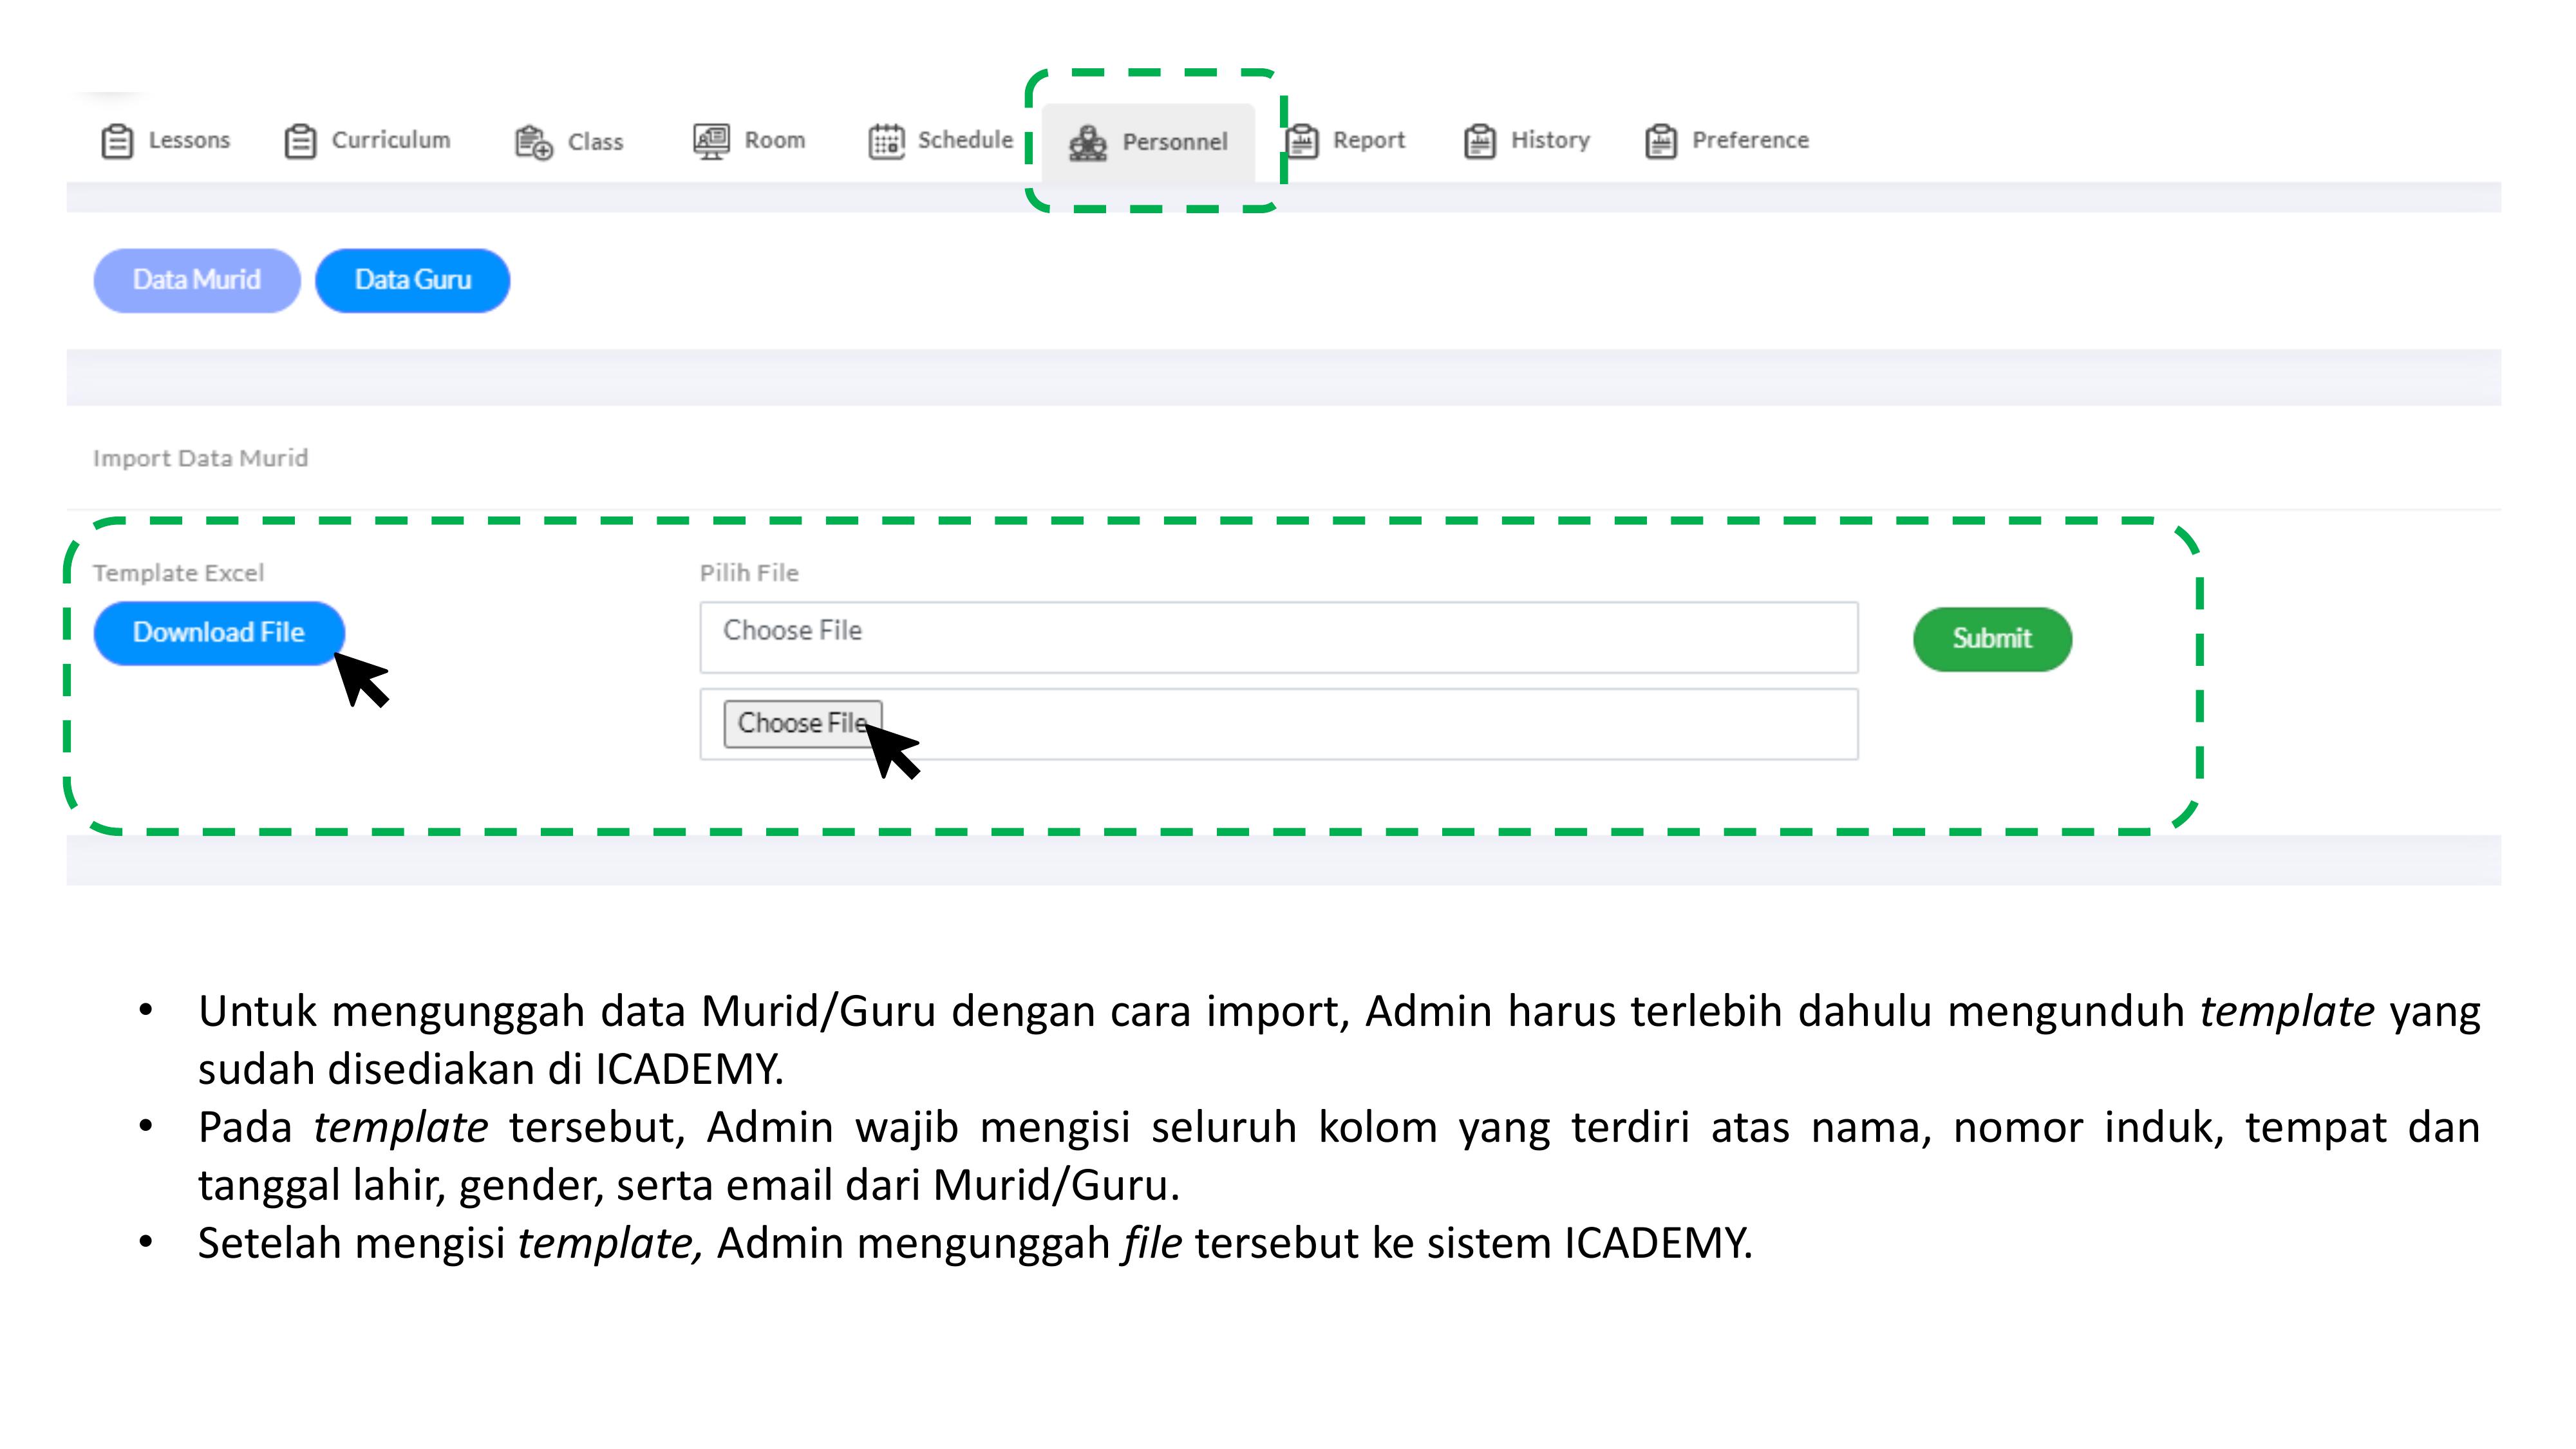 Lessons Curriculum Class Room Schedule Personnel Report History Preference
Data Murid Data Guru
Import Data Murid
Template Excel Pilih File
Download File Choose File Submit
Choose File
• Untuk mengunggah data Murid/Guru dengan cara import, Admin harus terlebih dahulu mengunduh template yang
sudah disediakan di ICADEMY.
• Pada template tersebut, Admin wajib mengisi seluruh kolom yang terdiri atas nama, nomor induk, tempat dan
tanggal lahir, gender, serta email dari Murid/Guru.
• Setelah mengisi template, Admin mengunggah file tersebut ke sistem ICADEMY.